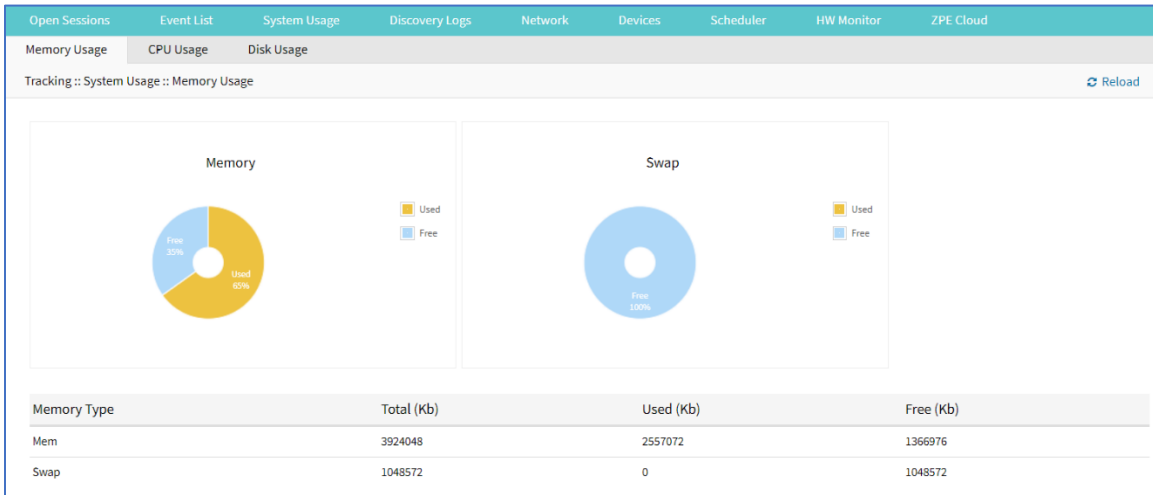 Open Sessions Event List System Usage Discovery Logs Network Devices Scheduler HW Monitor ZPE Cloud
Memory Usage CPU Usage Disk Usage
Tracking :: System Usage :: Memory Usage Reload
Memory
Used
Free
Free
35%
Used
65%
Swap
Used
Free
Free
100%
Memory Type Total (Kb) Used (Kb) Free (Kb)
Mem 3924048 2557072 1366976
Swap 1048572 0 1048572